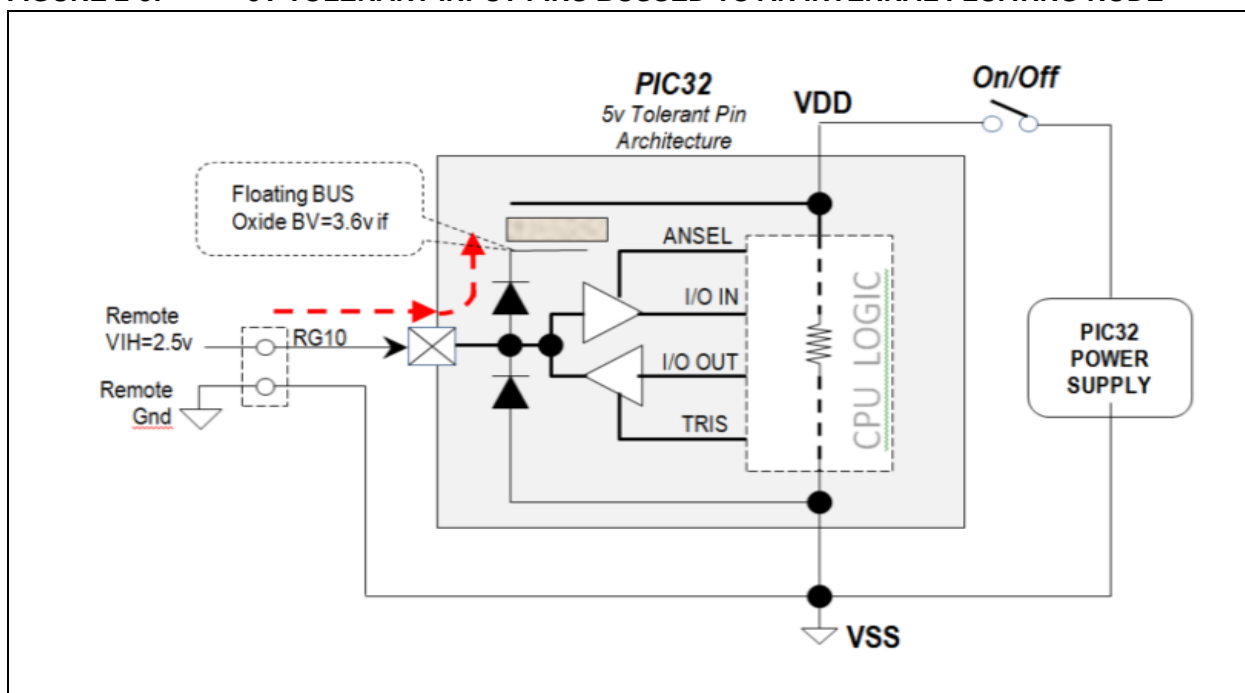 PIC32
5v Tolerant Pin
Architecture
VDD
On/Off
Floating BUS
Oxide BV=3.6v if
ANSEL
I/O IN
I/O OUT
TRIS
CPU LOGIC
Remote
VIH=2.5v
RG10
Remote
Gnd
PIC32
POWER
SUPPLY
VSS